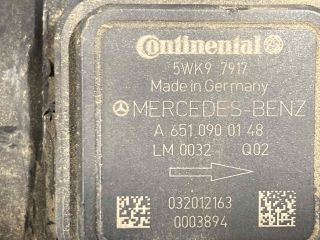 Continental
5WK9 7917
Made in Germany
MERCEDES-BENZ
A 651 090 01 48
LM 0032 Q02
032012163
0003894